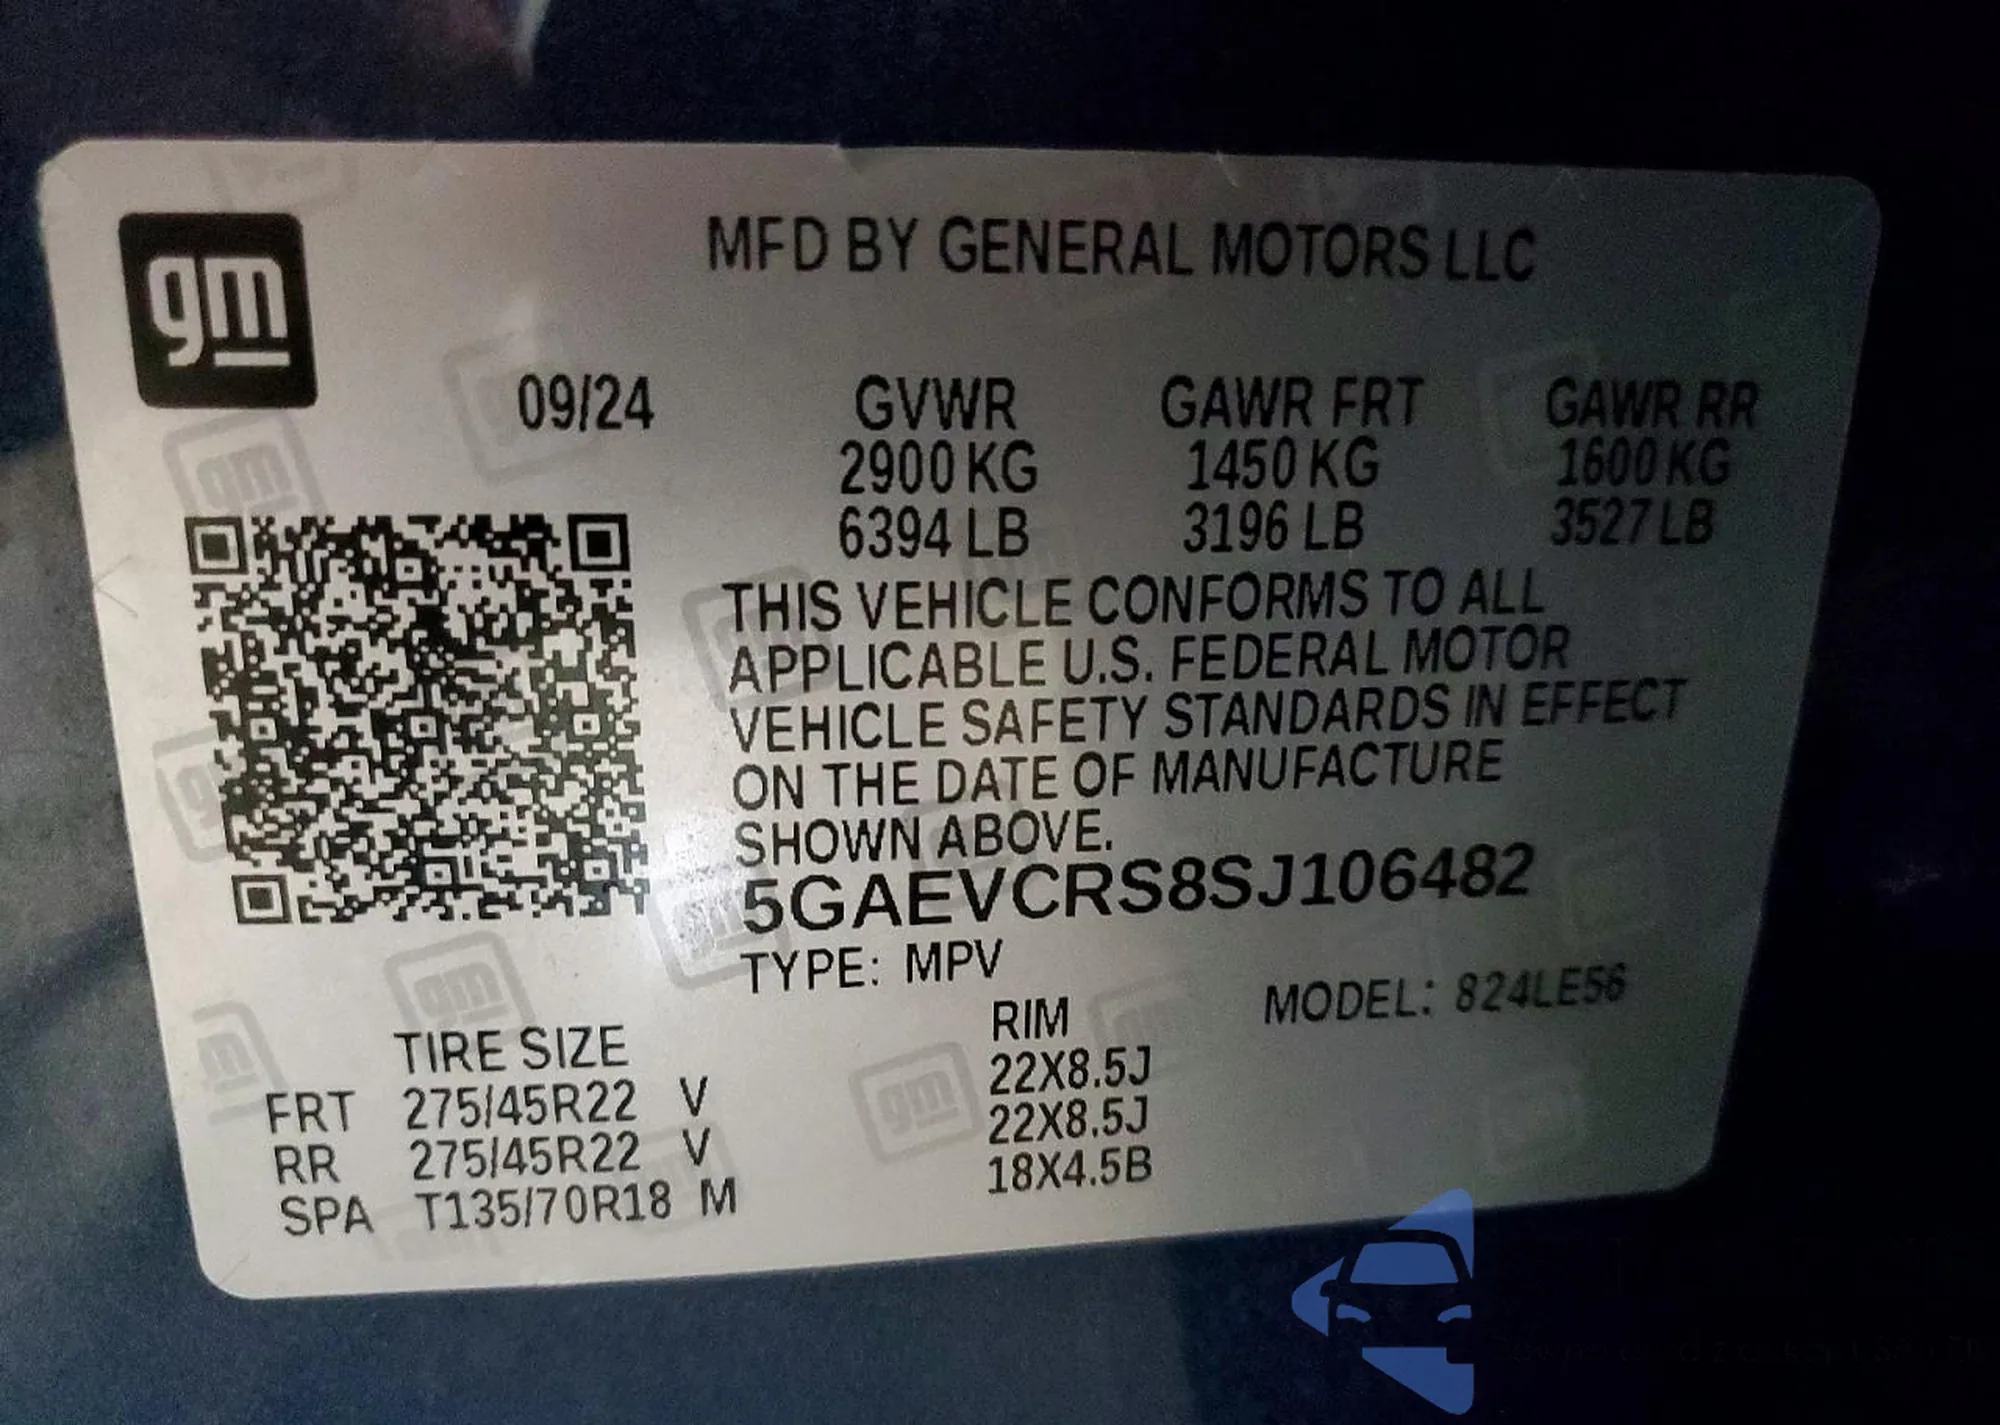 gm
MFD BY GENERAL MOTORS LLC
09/24 GVWR GAWR FRT GAWR RR
2900 KG 1450 KG 1600 KG
6394 LB 3196 LB 3527 LB
THIS VEHICLE CONFORMS TO ALL
APPLICABLE U.S. FEDERAL MOTOR
VEHICLE SAFETY STANDARDS IN EFFECT
ON THE DATE OF MANUFACTURE
SHOWN ABOVE.
5GAEVCRS8SJ106482
TYPE: MPV MODEL: 824LE56
TIRE SIZE RIM
FRT 275/45R22 V 22X8.5J
RR 275/45R22 V 22X8.5J
SPA T135/70R18 M 18X4.5B